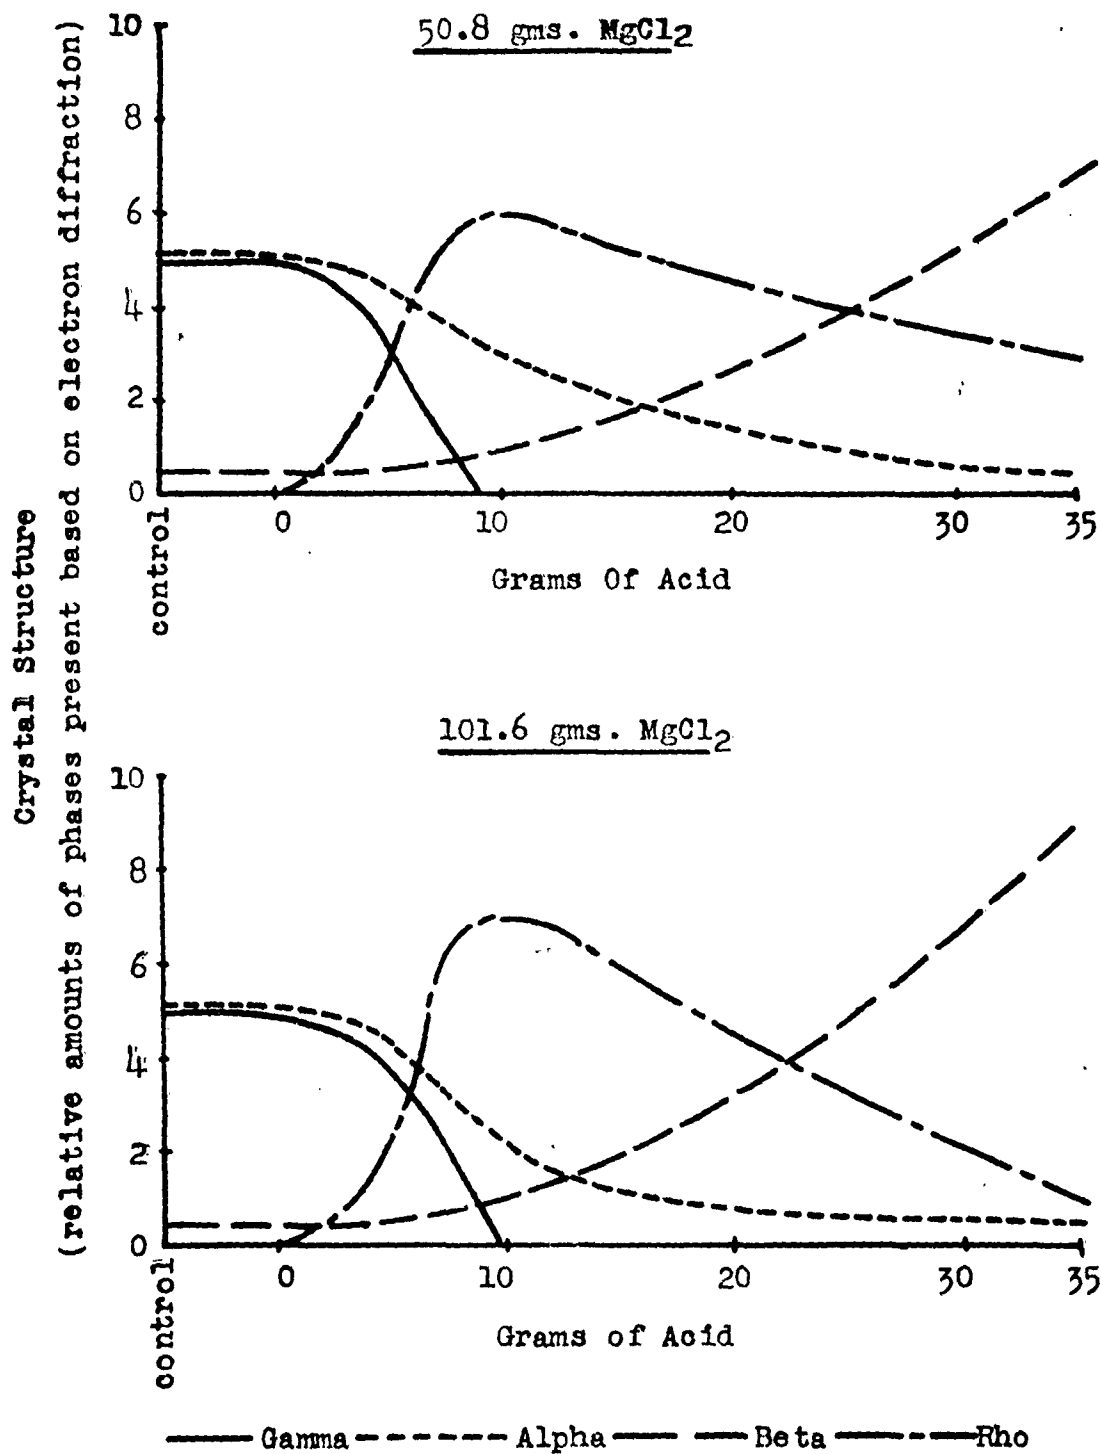 50.8 gms. MgCl2
10
8
6
4
2
0
control
0 10 20 30 35
Grams Of Acid
Crystal Structure
(relative amounts of phases present based on electron diffraction)
101.6 gms. MgCl2
10
8
6
4
2
0
control
0 10 20 30 35
Grams of Acid
Gamma Alpha Beta Rho